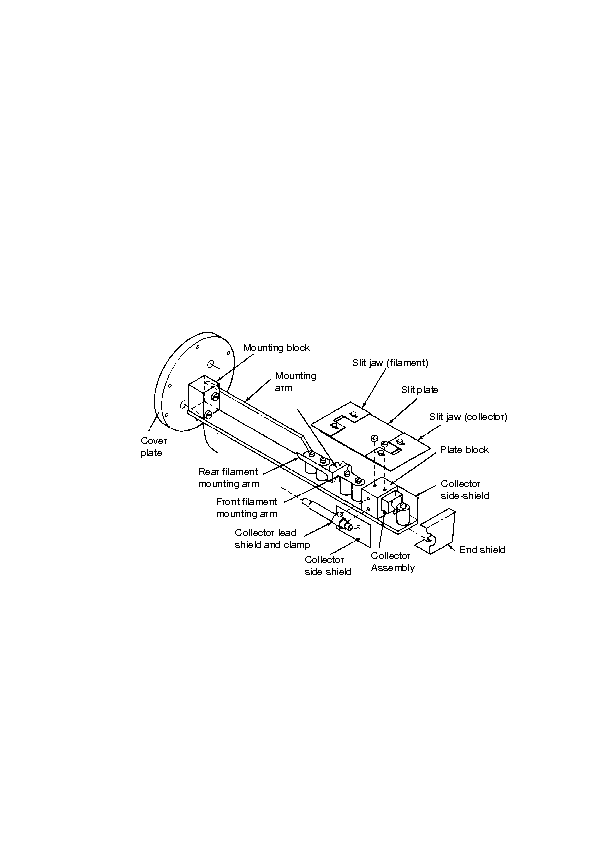 Mounting block
Slit jaw (filament)
Mounting
arm
Slit plate
Slit jaw (collector)
Cover
plate
Plate block
Rear filament
mounting arm
Collector
side-shield
Front filament
mounting arm
Collector lead
shield and clamp
Collector
side shield
Collector
Assembly
End shield